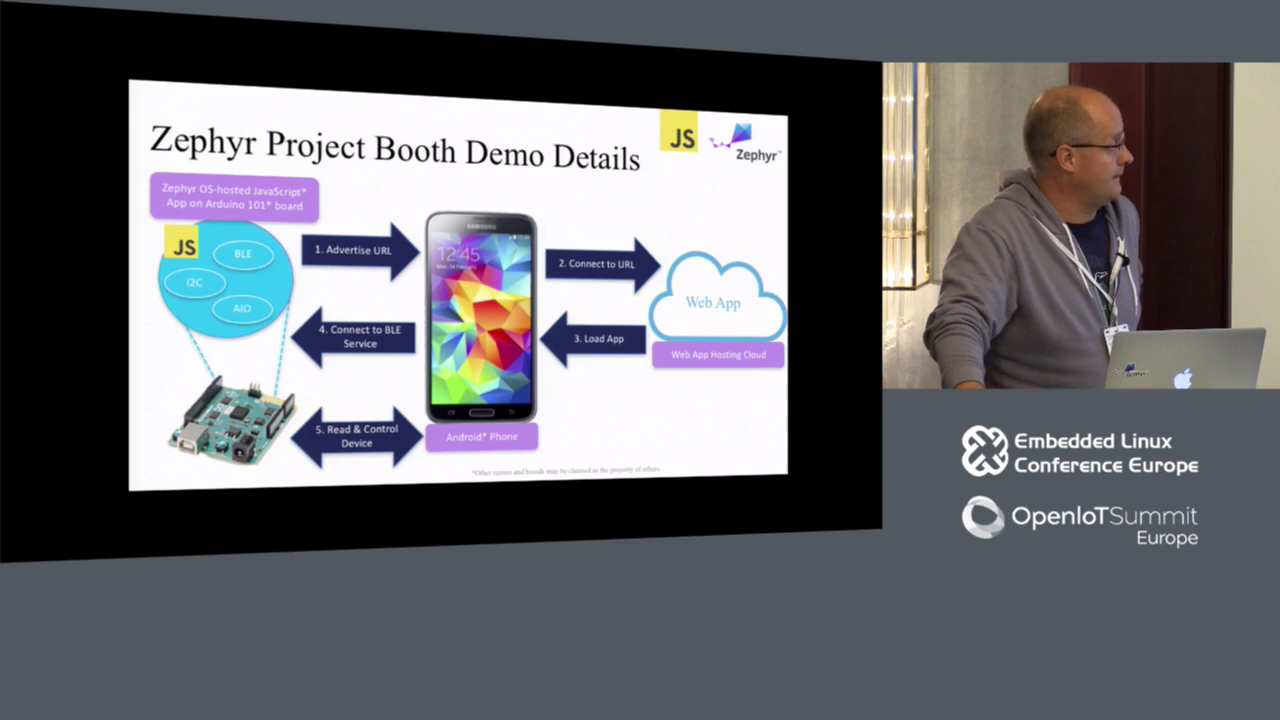 Zephyr Project Booth Demo Details
JS
Zephyr™
Zephyr OS-hosted JavaScript*
App on Arduino 101* board
JS
BLE
I2C
AIO
1. Advertise URL
SAMSUNG
12:45
2. Connect to URL
Web App
4. Connect to BLE
Service
3. Load App
Web App Hosting Cloud
5. Read & Control
Device
Android* Phone
*Other names and brands may be claimed as the property of others.
Zephyr
Embedded Linux
Conference Europe
OpenIoTSummit
Europe